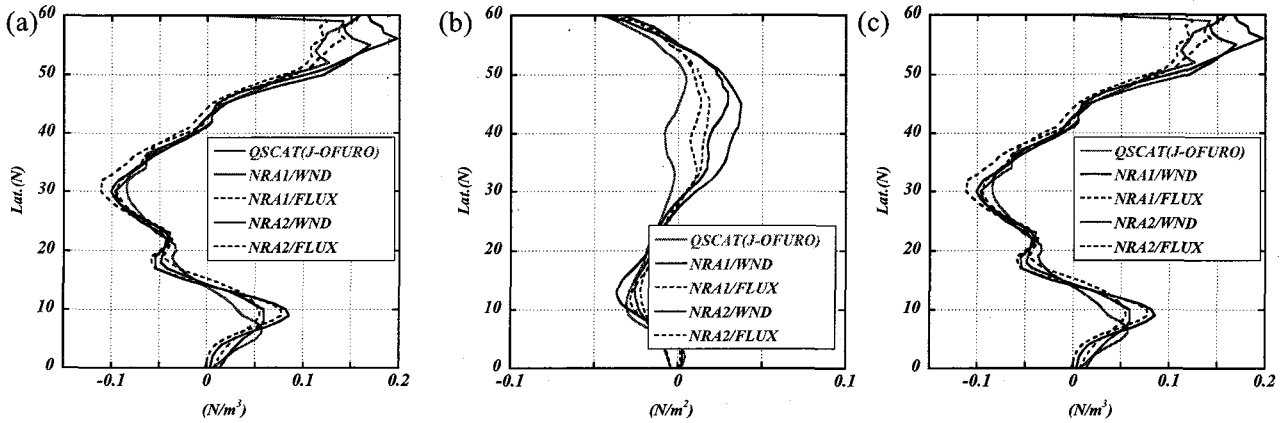 (a)
60
50
40
30
20
10
0
Lat.(N)
QSCAT(J-OFURO)
NRA1/WND
NRA1/FLUX
NRA2/WND
NRA2/FLUX
-0.1
0
0.1
0.2
(N/m³)
(b)
60
50
40
30
20
10
0
Lat.(N)
QSCAT(J-OFURO)
NRA1/WND
NRA1/FLUX
NRA2/WND
NRA2/FLUX
-0.1
0
0.1
(N/m²)
(c)
60
50
40
30
20
10
0
Lat.(N)
QSCAT(J-OFURO)
NRA1/WND
NRA1/FLUX
NRA2/WND
NRA2/FLUX
-0.1
0
0.1
0.2
(N/m³)